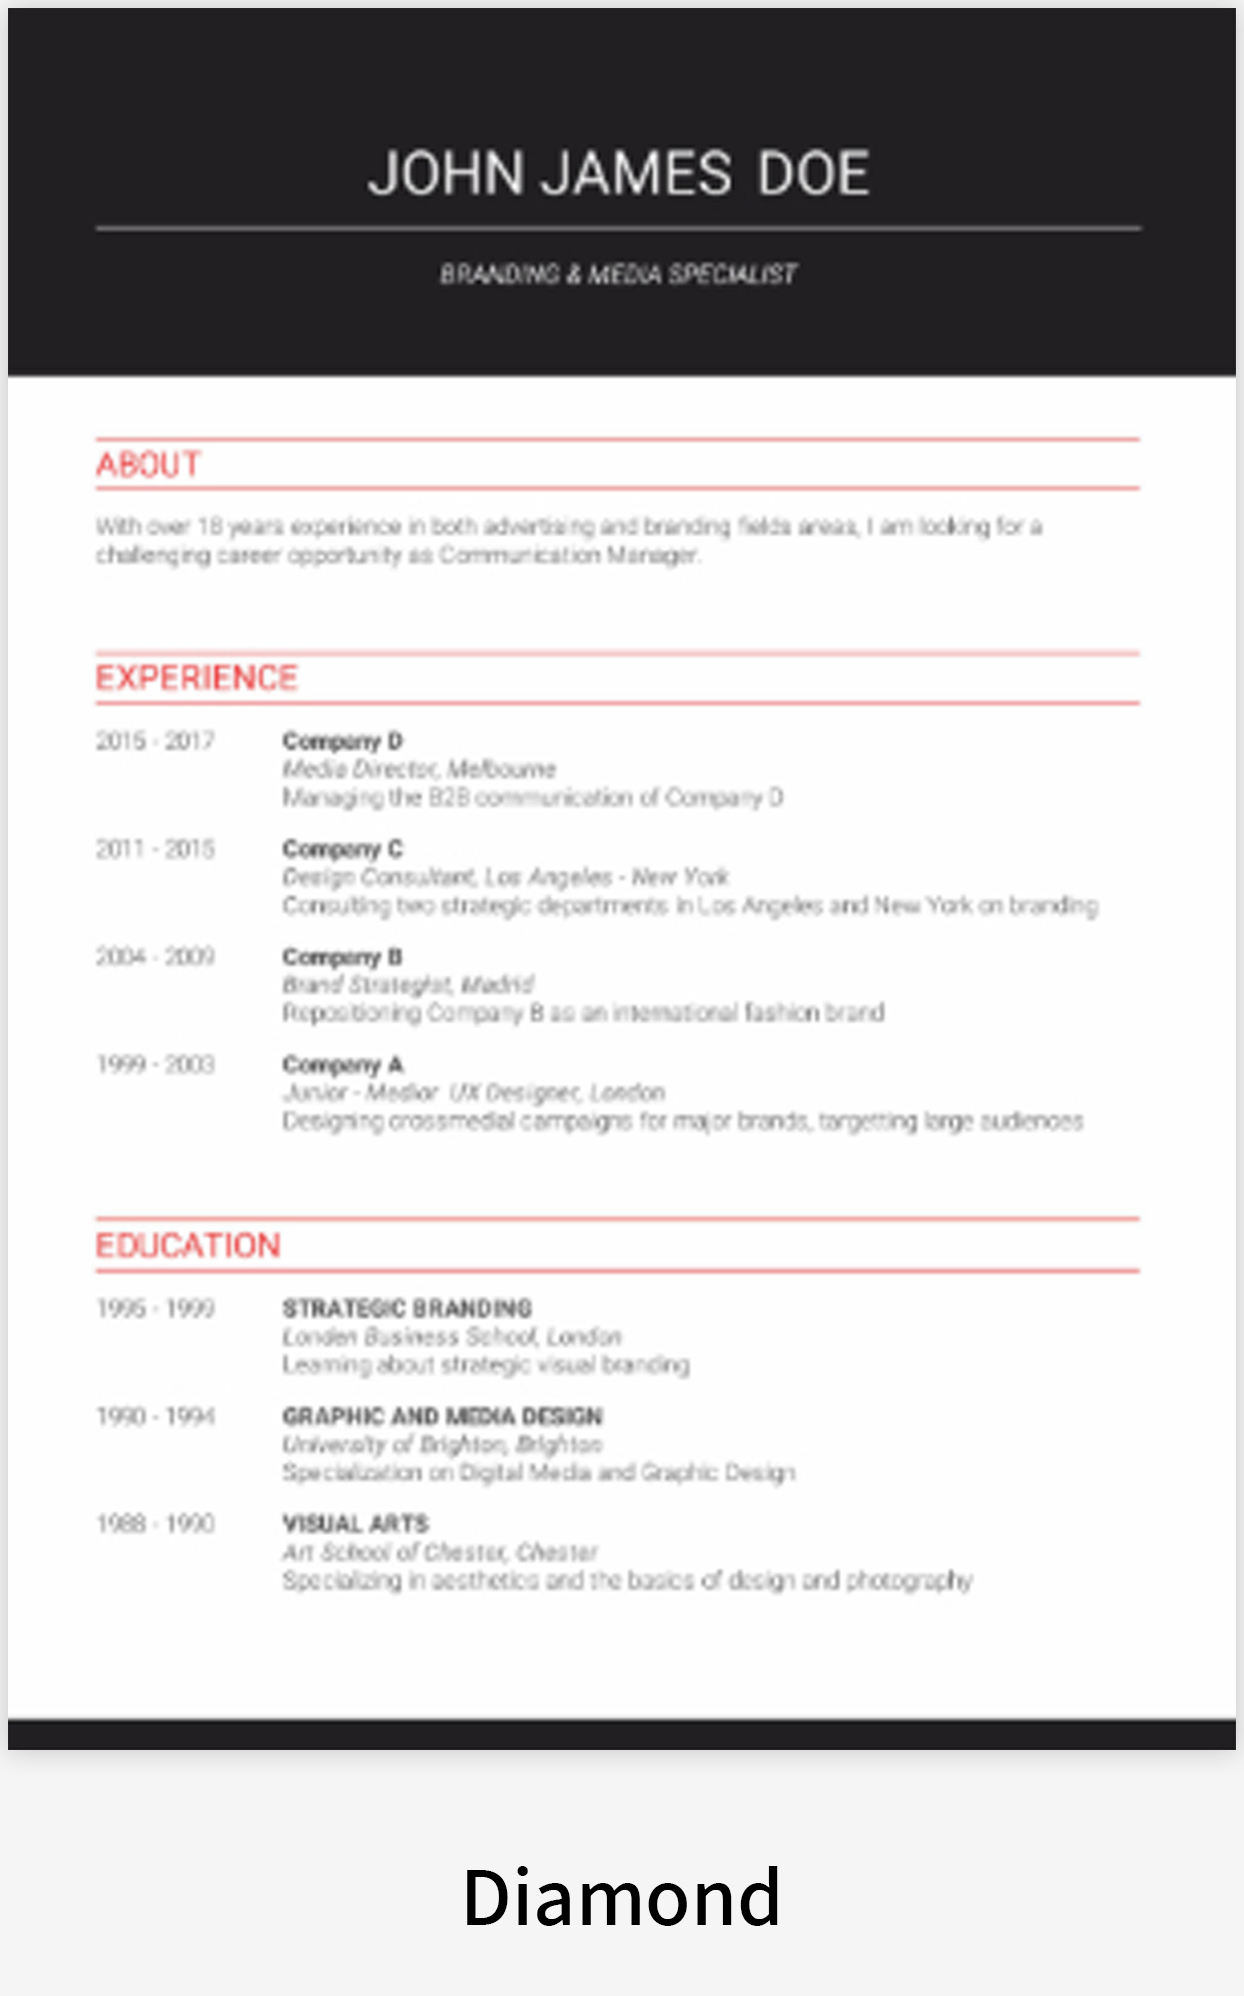 JOHN JAMES DOE
BRANDING & MEDIA SPECIALIST
ABOUT
With over 18 years experience in both advertising and branding fields areas, I am looking for a
challenging career opportunity as Communication Manager.
EXPERIENCE
2015 - 2017 Company D
Media Director, Melbourne
Managing the B2B communication of Company D
2011 - 2015 Company C
Design Consultant, Los Angeles - New York
Consulting two strategic departments in Los Angeles and New York on branding
2004 - 2009 Company B
Brand Strategist, Madrid
Repositioning Company B as an international fashion brand
1999 - 2003 Company A
Junior - Medior UX Designer, London
Designing crossmedial campaigns for major brands, targetting large audiences
EDUCATION
1995 - 1999 STRATEGIC BRANDING
London Business School, London
Learning about strategic visual branding
1990 - 1994 GRAPHIC AND MEDIA DESIGN
University of Brighton, Brighton
Specialization on Digital Media and Graphic Design
1988 - 1990 VISUAL ARTS
Art School of Chester, Chester
Specializing in aesthetics and the basics of design and photography
Diamond